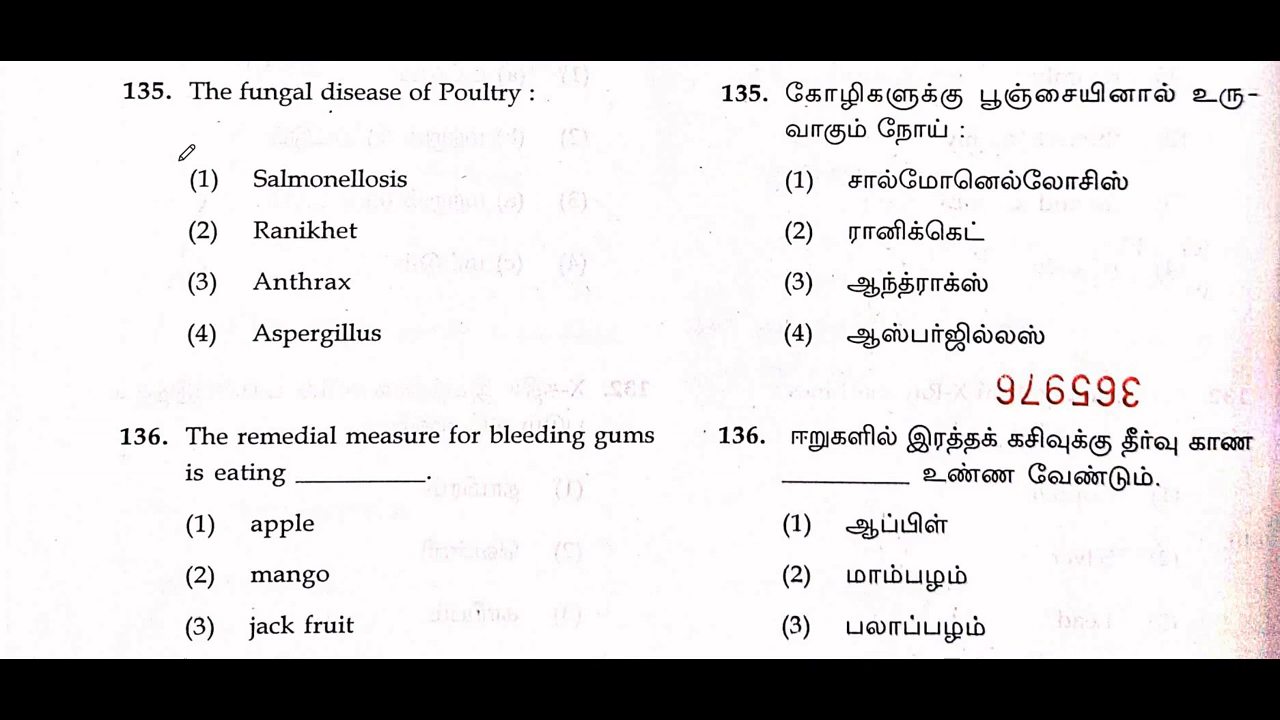 135. The fungal disease of Poultry :
(1) Salmonellosis
(2) Ranikhet
(3) Anthrax
(4) Aspergillus
136. The remedial measure for bleeding gums
is eating __________.
(1) apple
(2) mango
(3) jack fruit
135. கோழிகளுக்கு பூஞ்சையினால் உரு-
வாகும் நோய் :
(1) சால்மோனெல்லோசிஸ்
(2) ரானிக்கெட்
(3) ஆந்த்ராக்ஸ்
(4) ஆஸ்பர்ஜில்லஸ்
365976
136. ஈறுகளில் இரத்தக் கசிவுக்கு தீர்வு காண
__________ உண்ண வேண்டும்.
(1) ஆப்பிள்
(2) மாம்பழம்
(3) பலாப்பழம்